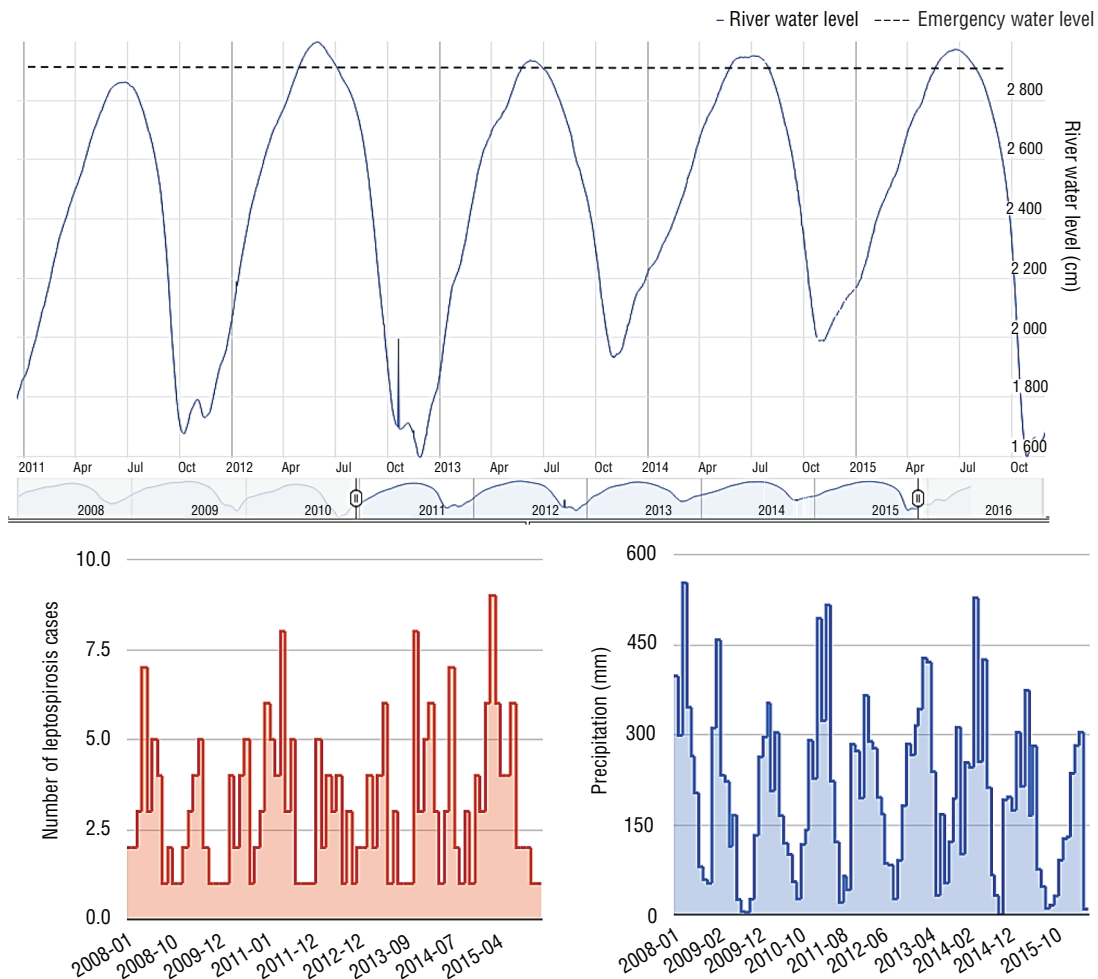 River water level Emergency water level
2 800
2 600
2 400
2 200
2 000
1 800
1 600
River water level (cm)
2011 Apr Jul Oct 2012 Apr Jul Oct 2013 Apr Jul Oct 2014 Apr Jul Oct 2015 Apr Jul Oct
2008 2009 2010 2011 2012 2013 2014 2015 2016
Number of leptospirosis cases
10.0
7.5
5.0
2.5
0.0
2008-01 2008-10 2009-12 2011-01 2011-12 2012-12 2013-09 2014-07 2015-04
Precipitation (mm)
600
450
300
150
0
2008-01 2009-02 2009-12 2010-10 2011-08 2012-06 2013-04 2014-02 2014-12 2015-10